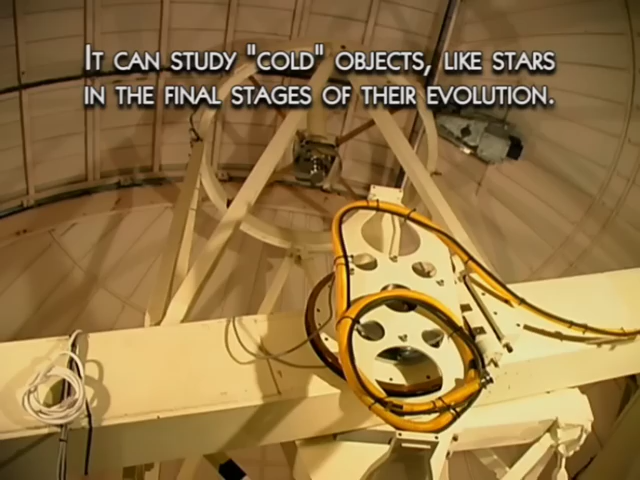 It can study "cold" objects, like stars
in the final stages of their evolution.